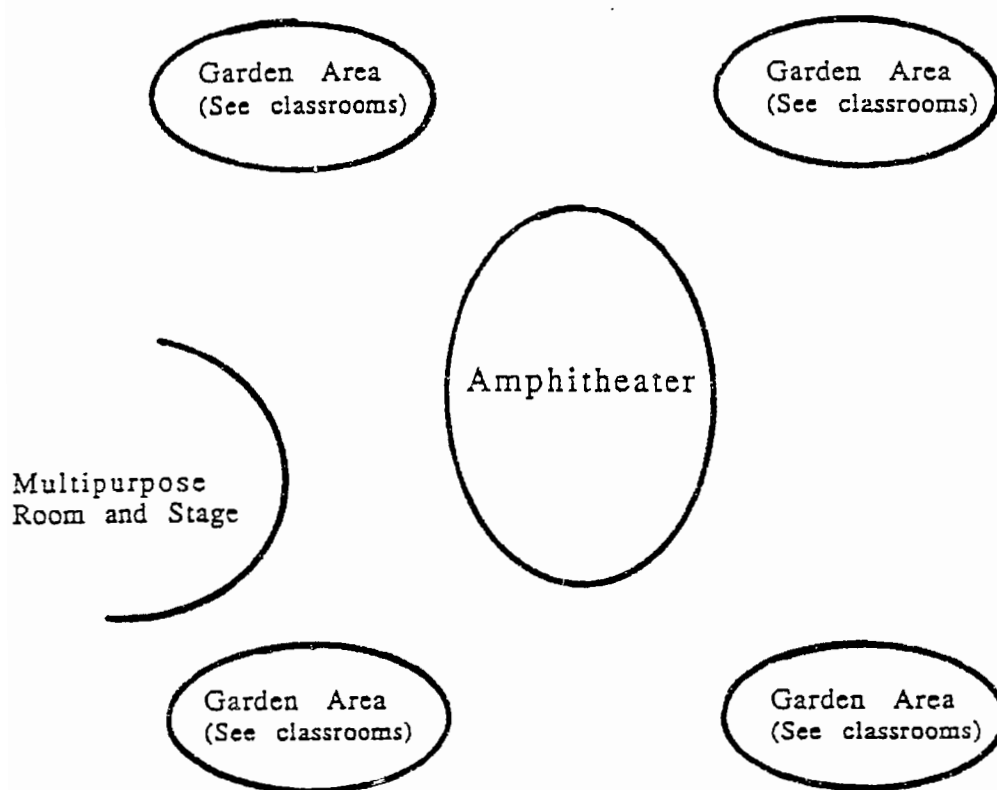 Garden Area
(See classrooms)
Garden Area
(See classrooms)
Amphitheater
Multipurpose
Room and Stage
Garden Area
(See classrooms)
Garden Area
(See classrooms)